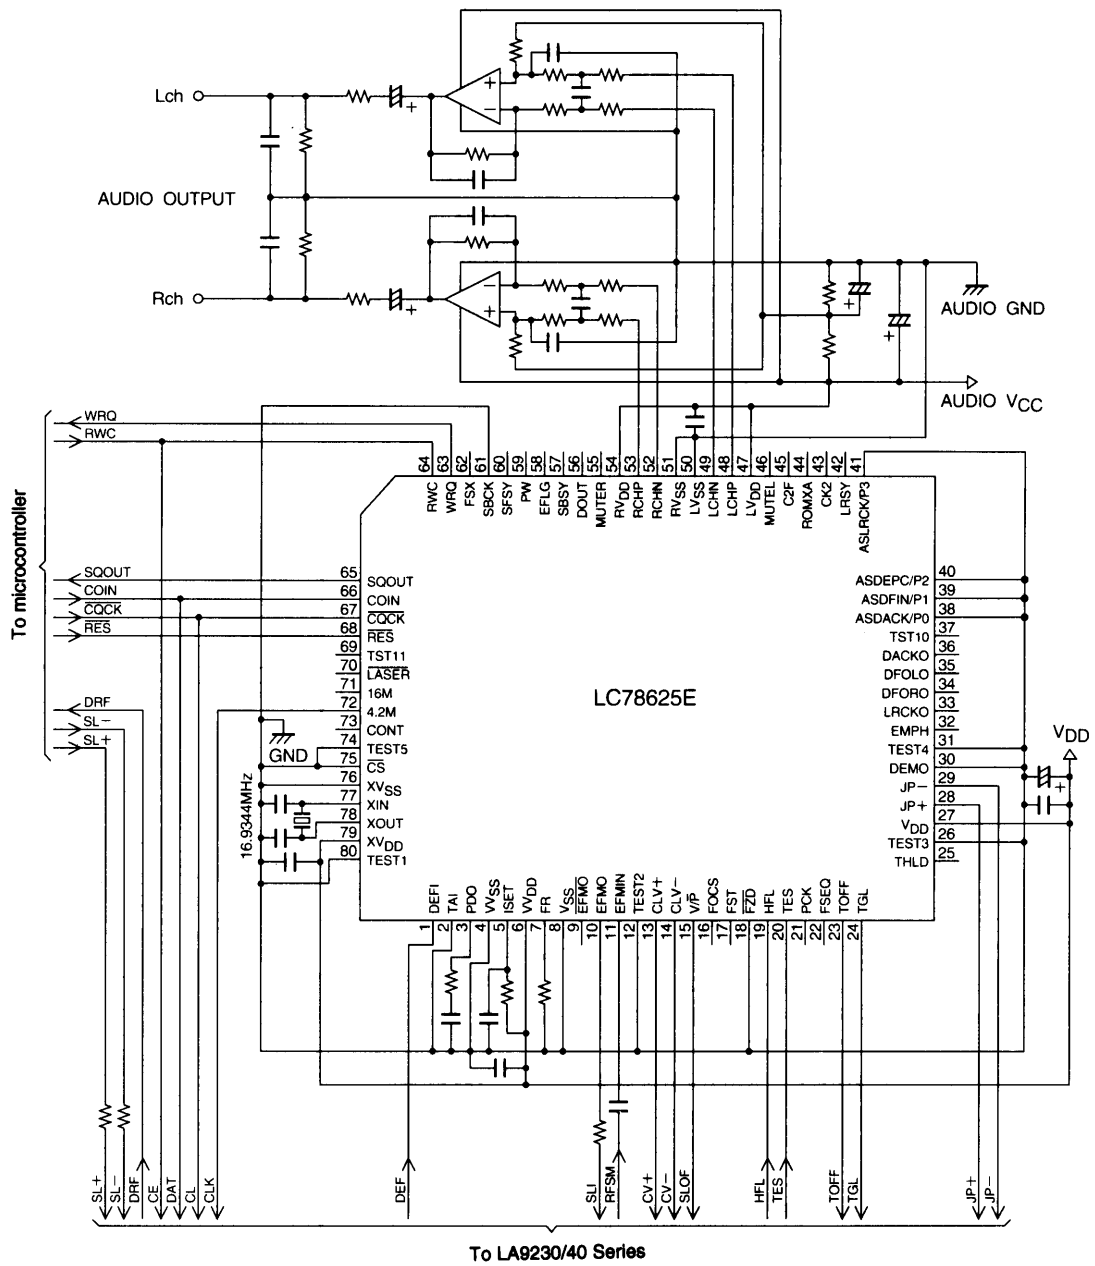 Lch
AUDIO OUTPUT
Rch
+
−
+
−
+
+
+
+
AUDIO GND
AUDIO VCC
To microcontroller
WRQ
RWC
SQOUT
COIN
C̅Q̅C̅K̅
R̅E̅S̅
DRF
SL−
SL+
64 63 62 61 60 59 58 57 56 55 54 53 52 51 50 49 48 47 46 45 44 43 42 41
RWC WRQ FSX SBCK SFSY PW EFLG SBSY DOUT MUTER RVDD RCHP RCHN RVSS LVSS LCHN LCHP LVDD MUTEL C2F ROMXA CK2 LRSY ASLRCK/P3
65 SQOUT
66 COIN
67 C̅Q̅C̅K̅
68 R̅E̅S̅
69 TST11
70 L̅A̅S̅E̅R̅
71 16M
72 4.2M
73 CONT
74 TEST5
75 C̅S̅
76 XVSS
77 XIN
78 XOUT
79 XVDD
80 TEST1
GND
16.9344MHz
LC78625E
ASDEPC/P2 40
ASDFIN/P1 39
ASDACK/P0 38
TST10 37
DACKO 36
DFOLO 35
DFORO 34
LRCKO 33
EMPH 32
TEST4 31
DEMO 30
JP− 29
JP+ 28
VDD 27
TEST3 26
THLD 25
VDD
+
DEFI TAI PDO VVSS ISET VVDD FR VSS E̅F̅M̅O̅ EFMO EFMIN TEST2 CLV+ CLV− V/P̅ FOCS FST F̅Z̅D̅ HFL TES PCK FSEQ TOFF TGL
1 2 3 4 5 6 7 8 9 10 11 12 13 14 15 16 17 18 19 20 21 22 23 24
SL+ SL− DRF CE DAT CL CLK DEF SLI RFSM CV+ CV− SLOF HFL TES TOFF TGL JP+ JP−
To LA9230/40 Series